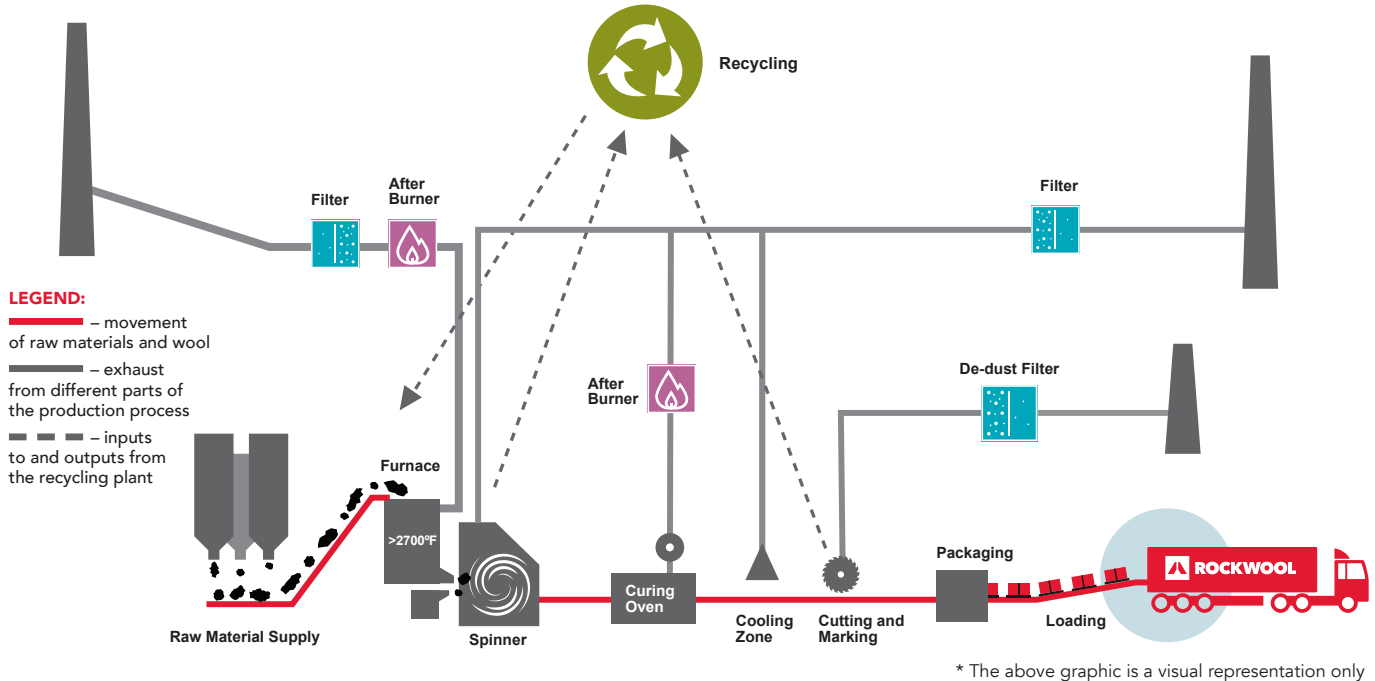 Recycling
After
Burner
Filter
Filter
LEGEND:
– movement
of raw materials and wool
– exhaust
from different parts of
the production process
– inputs
to and outputs from
the recycling plant
After
Burner
De-dust Filter
Furnace
>2700ºF
Raw Material Supply
Spinner
Curing
Oven
Cooling
Zone
Cutting and
Marking
Packaging
Loading
ROCKWOOL
* The above graphic is a visual representation only